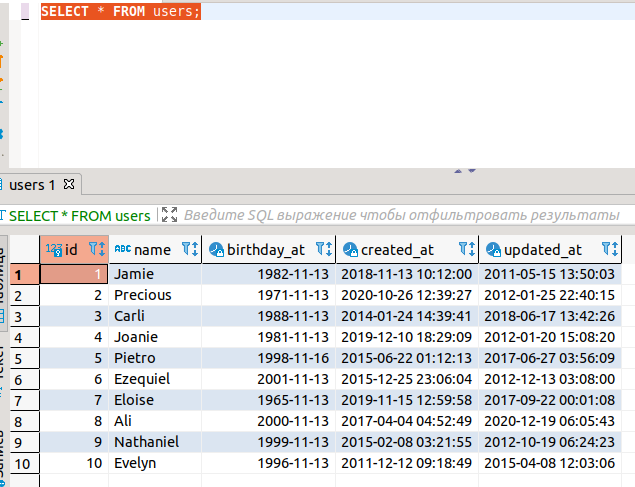 SELECT * FROM users;
users 1
SELECT * FROM users Введите SQL выражение чтобы отфильтровать результаты
123 id ABC name birthday_at created_at updated_at
1 1 Jamie 1982-11-13 2018-11-13 10:12:00 2011-05-15 13:50:03
2 2 Precious 1971-11-13 2020-10-26 12:39:27 2012-01-25 22:40:15
3 3 Carli 1988-11-13 2014-01-24 14:39:41 2018-06-17 13:42:26
4 4 Joanie 1981-11-13 2019-12-10 18:29:09 2012-01-20 15:08:20
5 5 Pietro 1998-11-16 2015-06-22 01:12:13 2017-06-27 03:56:09
6 6 Ezequiel 2001-11-13 2015-12-25 23:06:04 2012-12-13 03:08:00
7 7 Eloise 1965-11-13 2019-11-15 12:59:58 2017-09-22 00:01:08
8 8 Ali 2000-11-13 2017-04-04 04:52:49 2020-12-19 06:05:43
9 9 Nathaniel 1999-11-13 2015-02-08 03:21:55 2012-10-19 06:24:23
10 10 Evelyn 1996-11-13 2011-12-12 09:18:49 2015-04-08 12:03:06